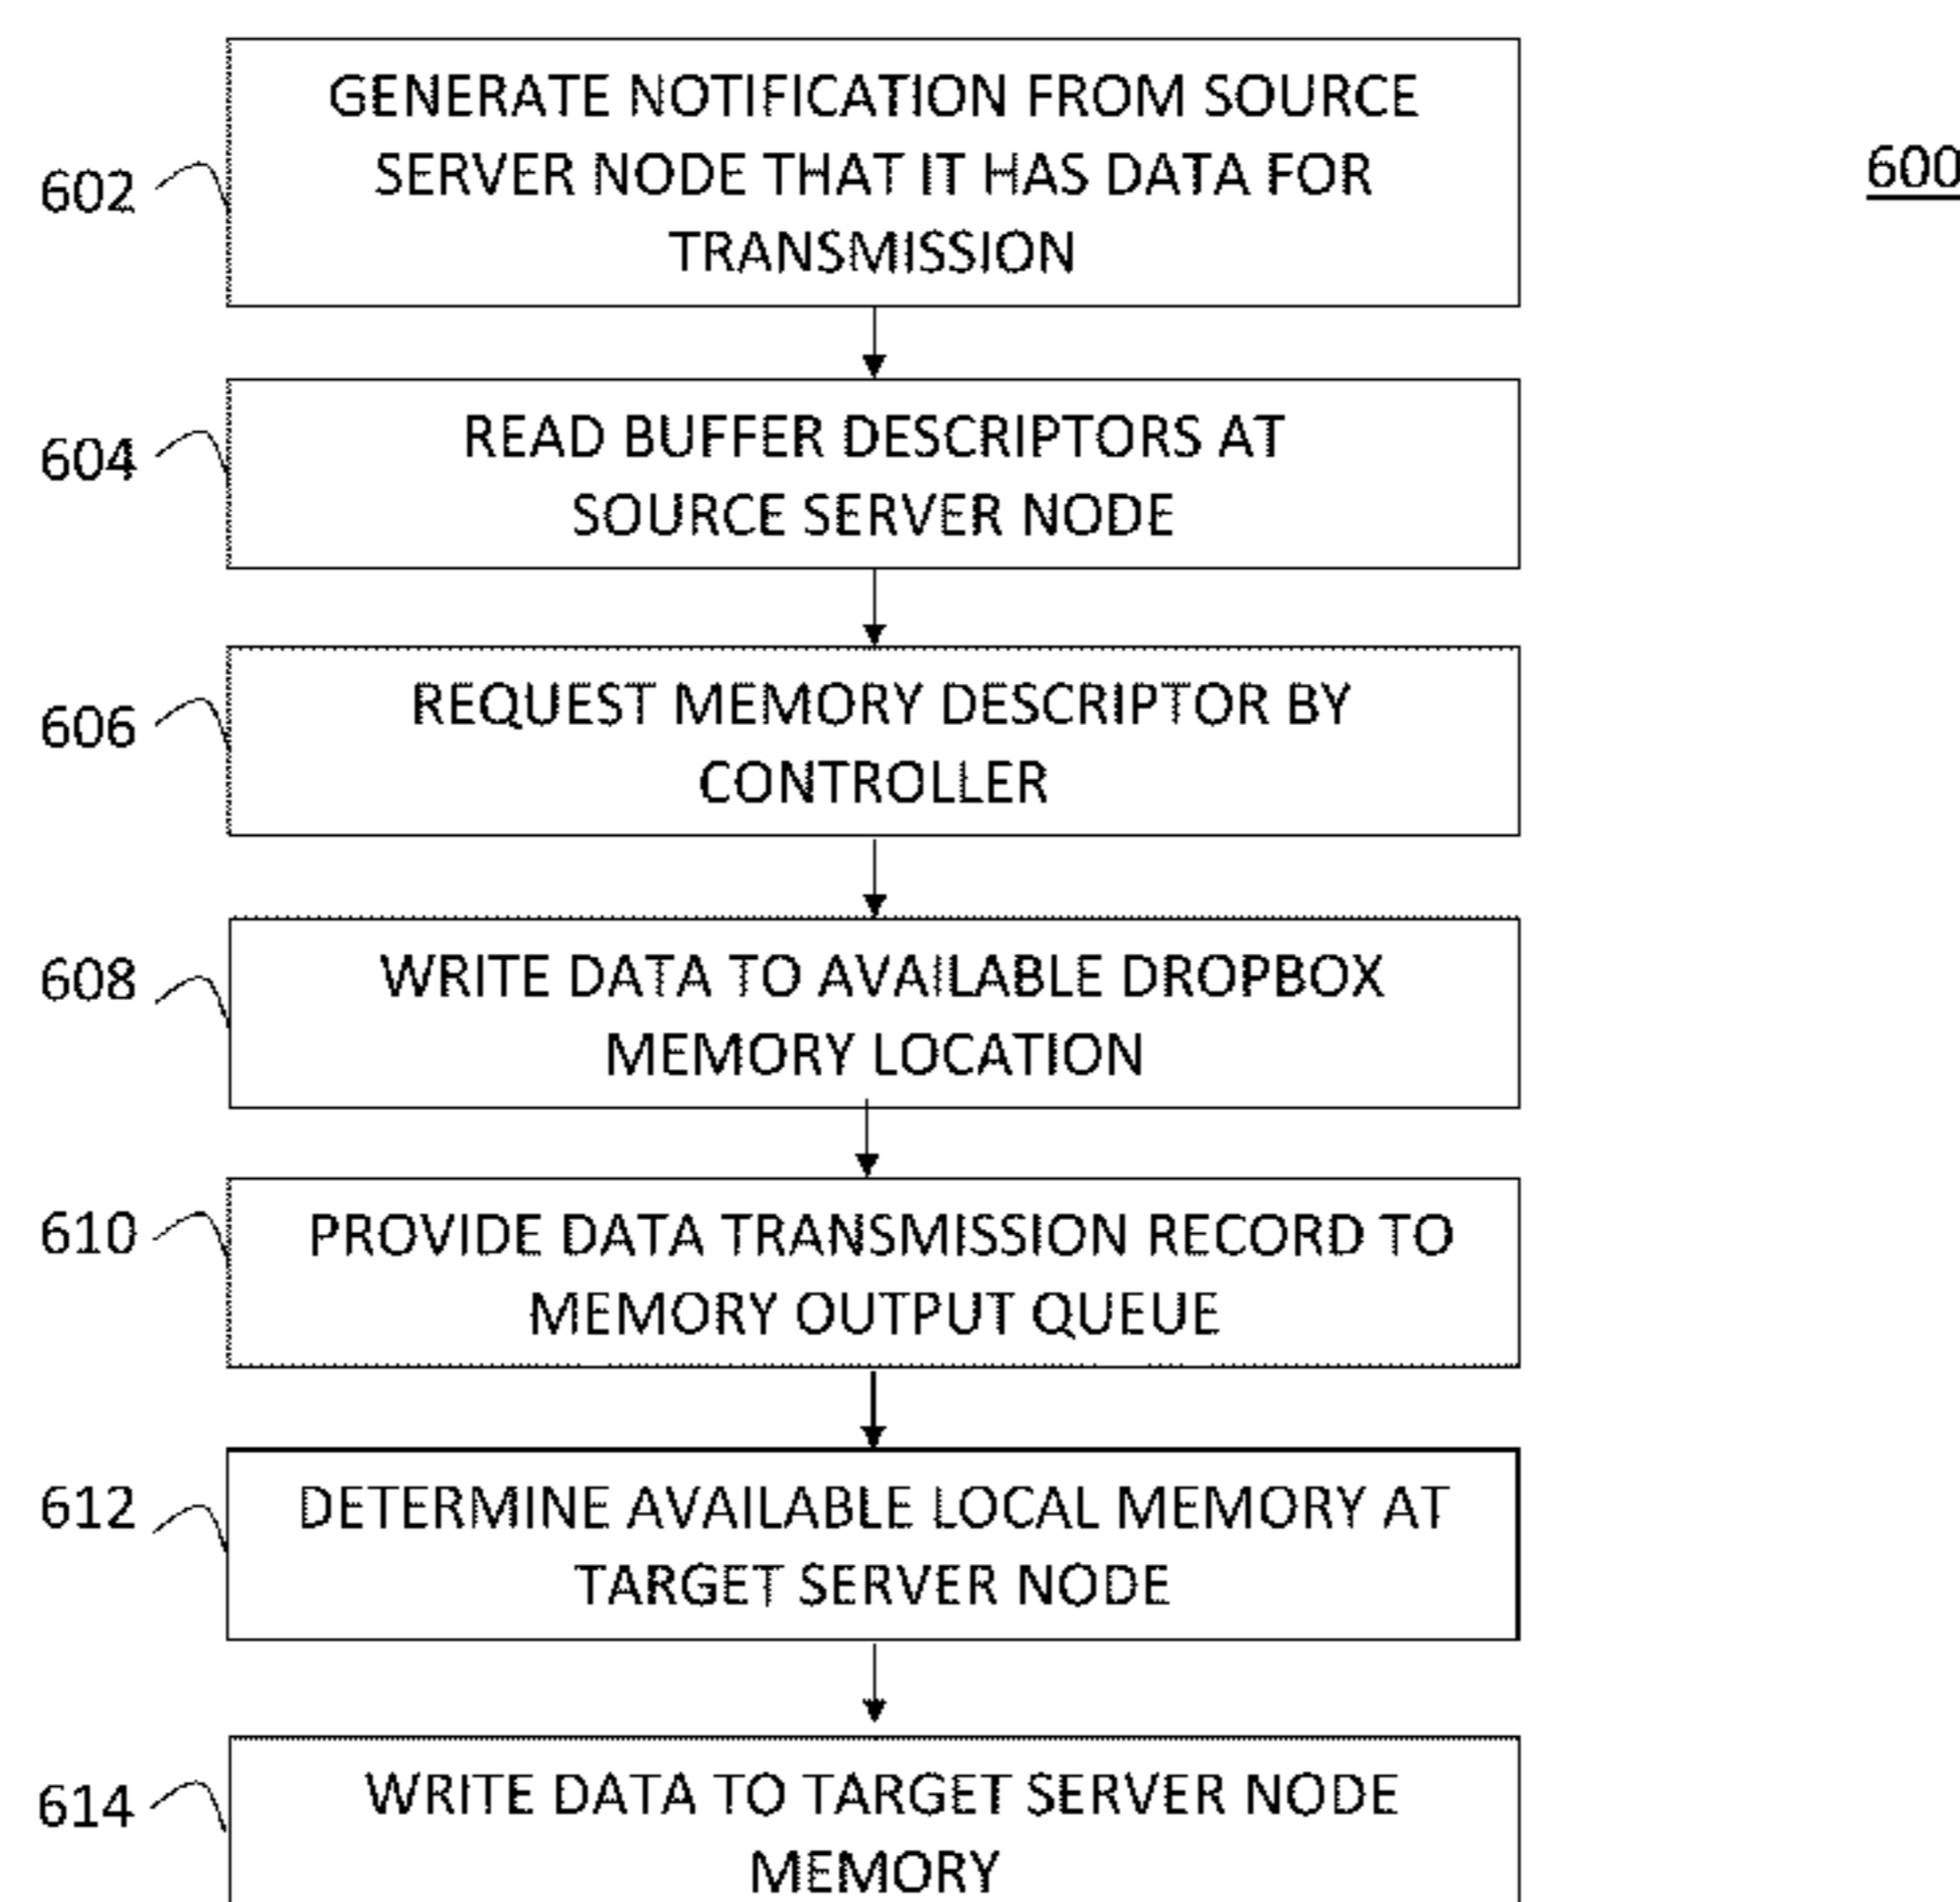 GENERATE NOTIFICATION FROM SOURCE
SERVER NODE THAT IT HAS DATA FOR
TRANSMISSION
602
600
READ BUFFER DESCRIPTORS AT
SOURCE SERVER NODE
604
REQUEST MEMORY DESCRIPTOR BY
CONTROLLER
606
WRITE DATA TO AVAILABLE DROPBOX
MEMORY LOCATION
608
PROVIDE DATA TRANSMISSION RECORD TO
MEMORY OUTPUT QUEUE
610
DETERMINE AVAILABLE LOCAL MEMORY AT
TARGET SERVER NODE
612
WRITE DATA TO TARGET SERVER NODE
MEMORY
614